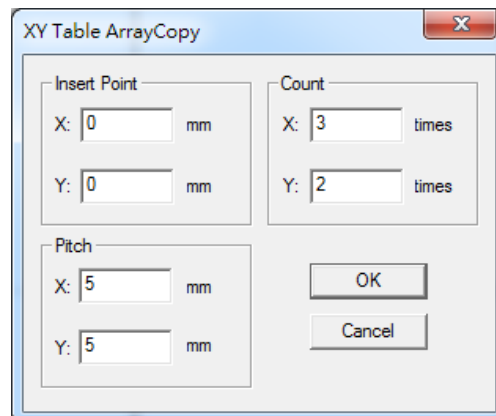 XY Table ArrayCopy
Insert Point
X: 0 mm
Y: 0 mm
Count
X: 3 times
Y: 2 times
Pitch
X: 5 mm
Y: 5 mm
OK
Cancel